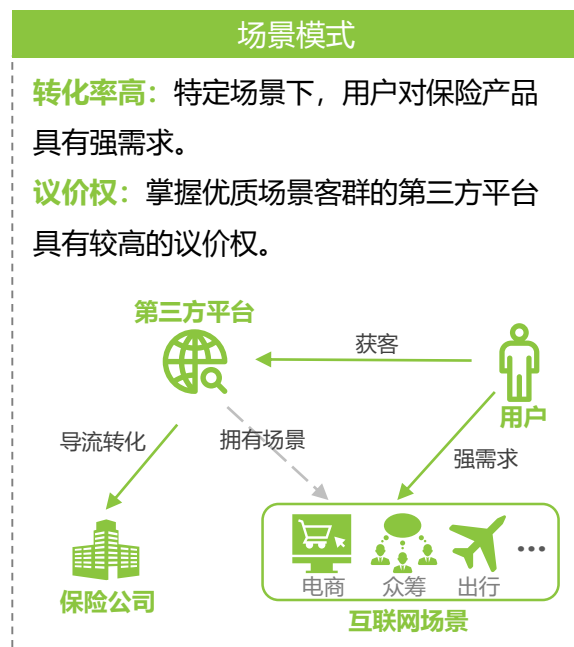 场景模式
转化率高：特定场景下，用户对保险产品
具有强需求。
议价权：掌握优质场景客群的第三方平台
具有较高的议价权。
第三方平台
获客
用户
导流转化
拥有场景
强需求
电商
众筹
出行
...
保险公司
互联网场景